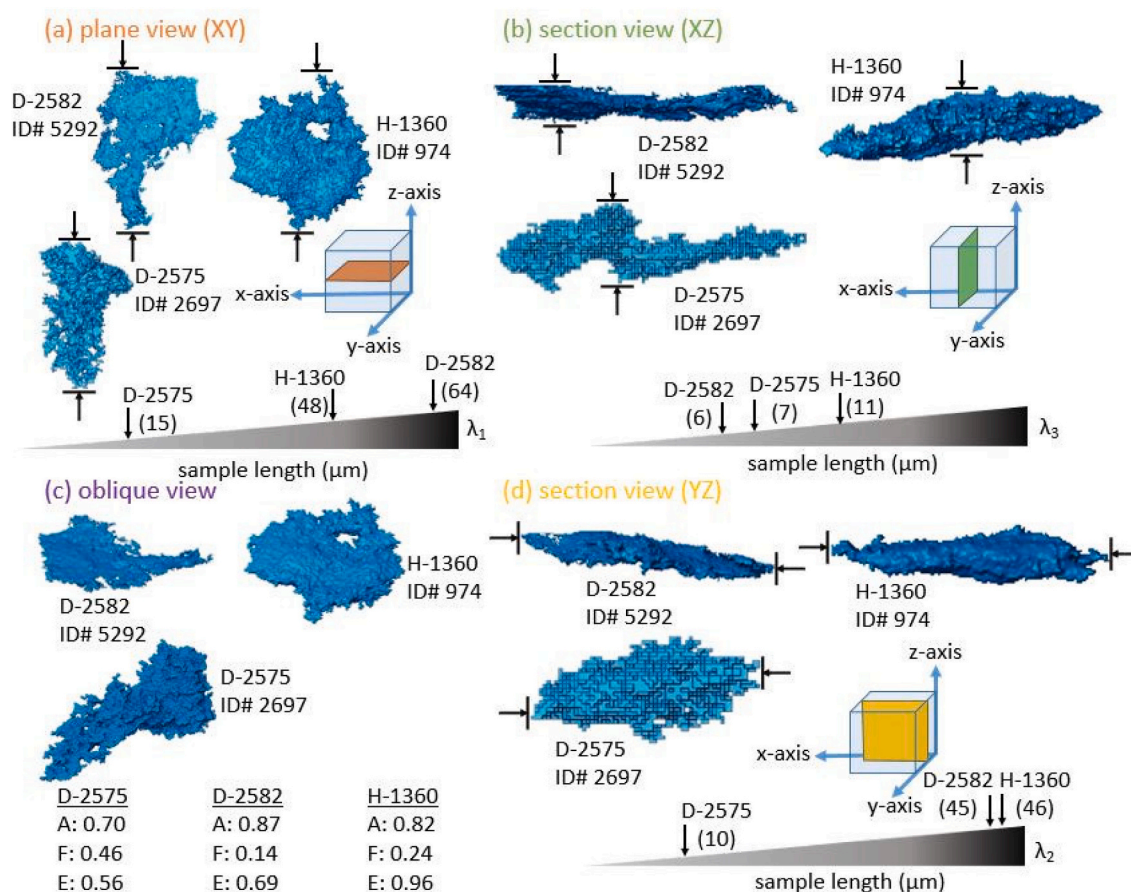 (a) plane view (XY)
D-2582
ID# 5292
H-1360
ID# 974
z-axis
D-2575
ID# 2697
x-axis
y-axis
D-2575
(15)
H-1360
(48)
D-2582
(64)
λ1
sample length (μm)
(b) section view (XZ)
H-1360
ID# 974
D-2582
ID# 5292
z-axis
D-2575
ID# 2697
x-axis
y-axis
D-2582
(6)
D-2575
(7)
H-1360
(11)
λ3
sample length (μm)
(c) oblique view
D-2582
ID# 5292
H-1360
ID# 974
D-2575
ID# 2697
D-2575
A: 0.70
F: 0.46
E: 0.56
D-2582
A: 0.87
F: 0.14
E: 0.69
H-1360
A: 0.82
F: 0.24
E: 0.96
(d) section view (YZ)
D-2582
ID# 5292
H-1360
ID# 974
z-axis
D-2575
ID# 2697
x-axis
y-axis
D-2575
(10)
D-2582
(45)
H-1360
(46)
λ2
sample length (μm)